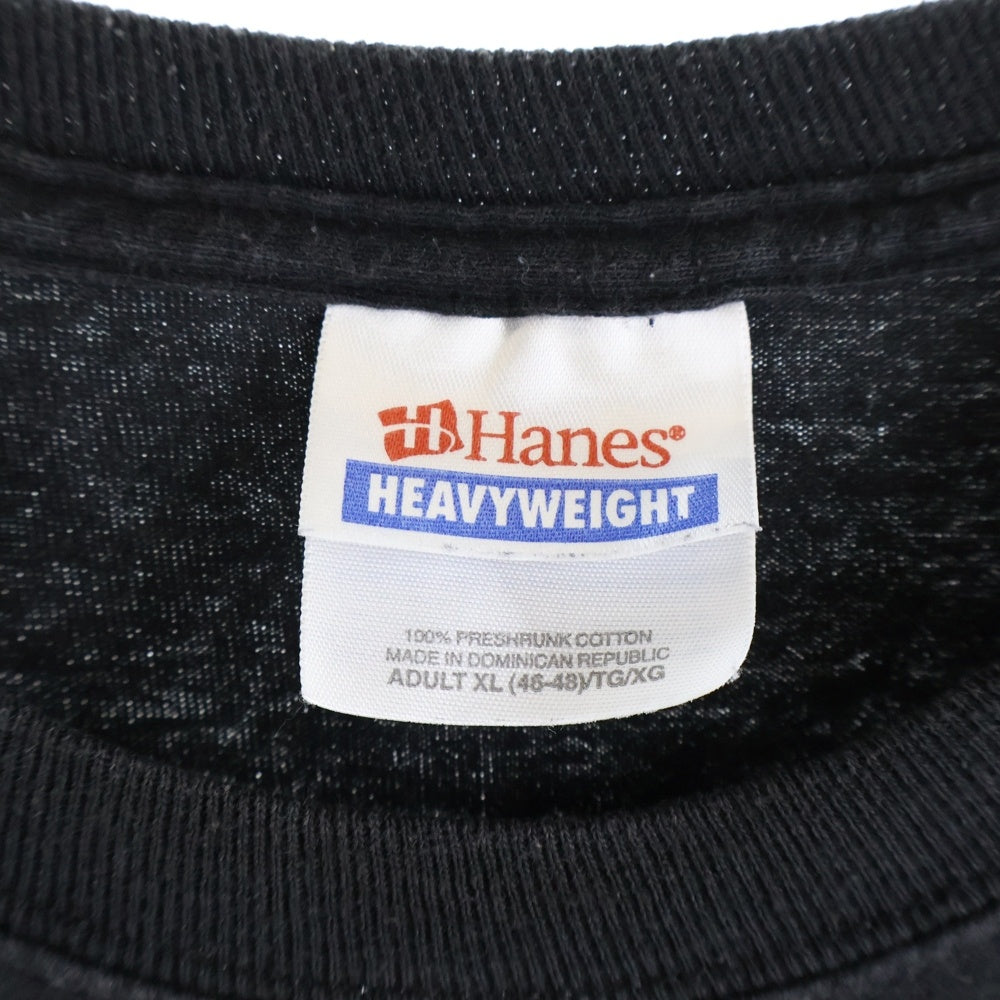 H Hanes®
HEAVYWEIGHT
100% PRESHRUNK COTTON
MADE IN DOMINICAN REPUBLIC
ADULT XL (46-48)/TG/XG